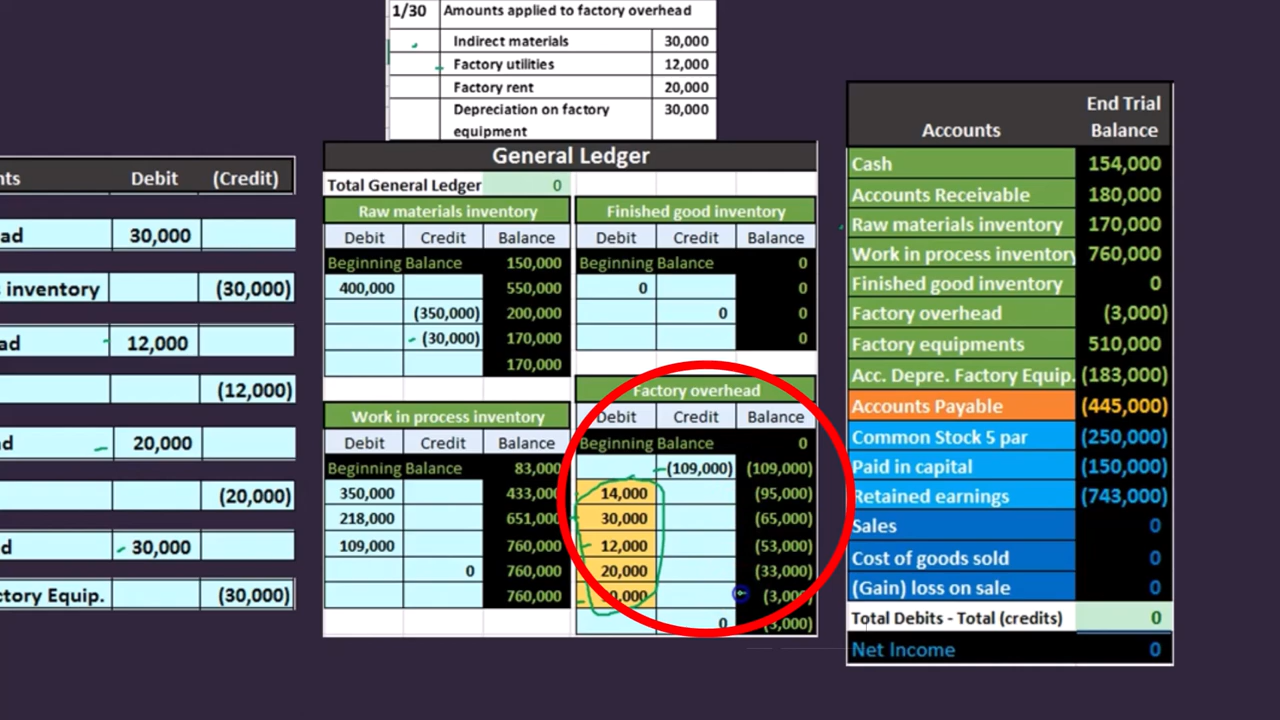 1/30 Amounts applied to factory overhead
Indirect materials 30,000
Factory utilities 12,000
Factory rent 20,000
Depreciation on factory
equipment 30,000
nts Debit (Credit)
ad 30,000
s inventory (30,000)
ad 12,000
(12,000)
ad 20,000
(20,000)
d 30,000
ctory Equip. (30,000)
General Ledger
Total General Ledger 0
Raw materials inventory
Debit Credit Balance
Beginning Balance 150,000
400,000 550,000
(350,000) 200,000
(30,000) 170,000
170,000
Finished good inventory
Debit Credit Balance
Beginning Balance 0
0 0
0 0
0
Work in process inventory
Debit Credit Balance
Beginning Balance 83,000
350,000 433,000
218,000 651,000
109,000 760,000
0 760,000
760,000
Factory overhead
Debit Credit Balance
Beginning Balance 0
(109,000) (109,000)
14,000 (95,000)
30,000 (65,000)
12,000 (53,000)
20,000 (33,000)
(3,000)
0 (3,000)
Accounts End Trial
Balance
Cash 154,000
Accounts Receivable 180,000
Raw materials inventory 170,000
Work in process inventory 760,000
Finished good inventory 0
Factory overhead (3,000)
Factory equipments 510,000
Acc. Depre. Factory Equip. (183,000)
Accounts Payable (445,000)
Common Stock 5 par (250,000)
Paid in capital (150,000)
Retained earnings (743,000)
Sales 0
Cost of goods sold 0
(Gain) loss on sale 0
Total Debits - Total (credits) 0
Net Income 0